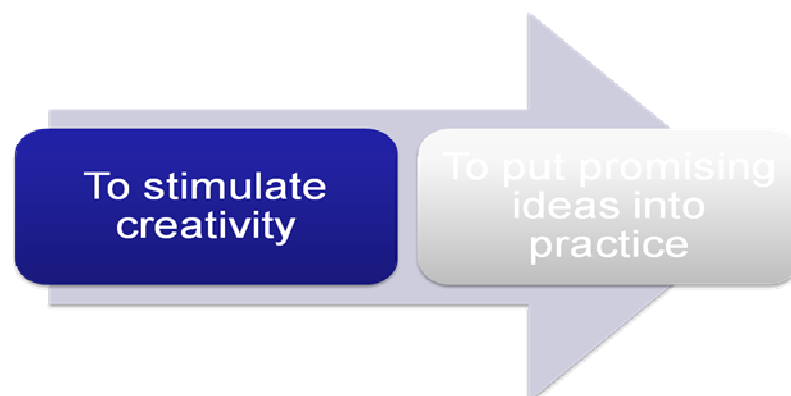 To stimulate
creativity
To put promising
ideas into
practice